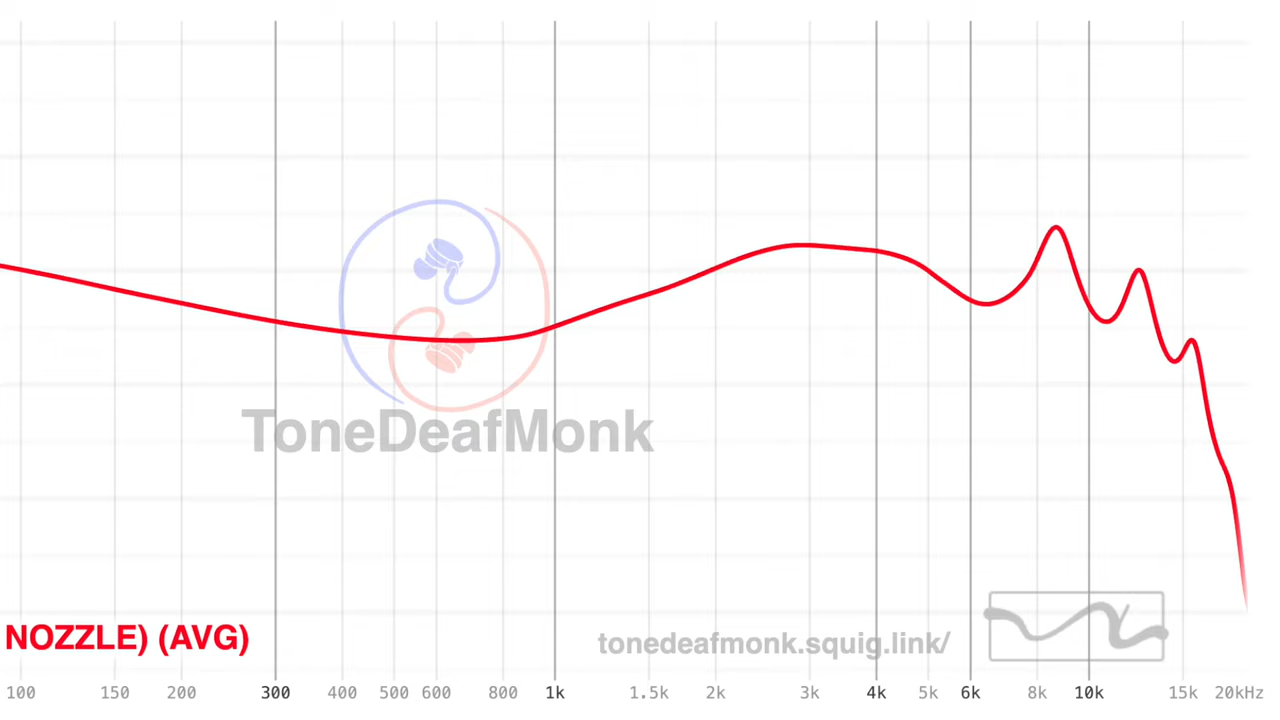 ToneDeafMonk
NOZZLE) (AVG)
tonedeafmonk.squig.link/
100 150 200 300 400 500 600 800 1k 1.5k 2k 3k 4k 5k 6k 8k 10k 15k 20kHz